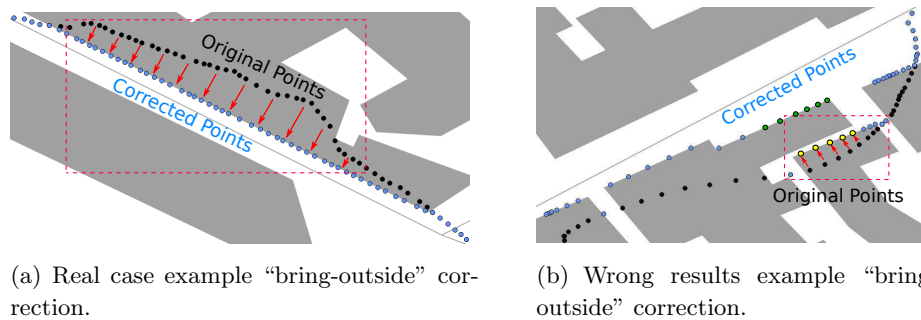 Original Points
Corrected Points
Corrected Points
Original Points
(a) Real case example “bring-outside” cor-
rection.
(b) Wrong results example “bring
outside” correction.